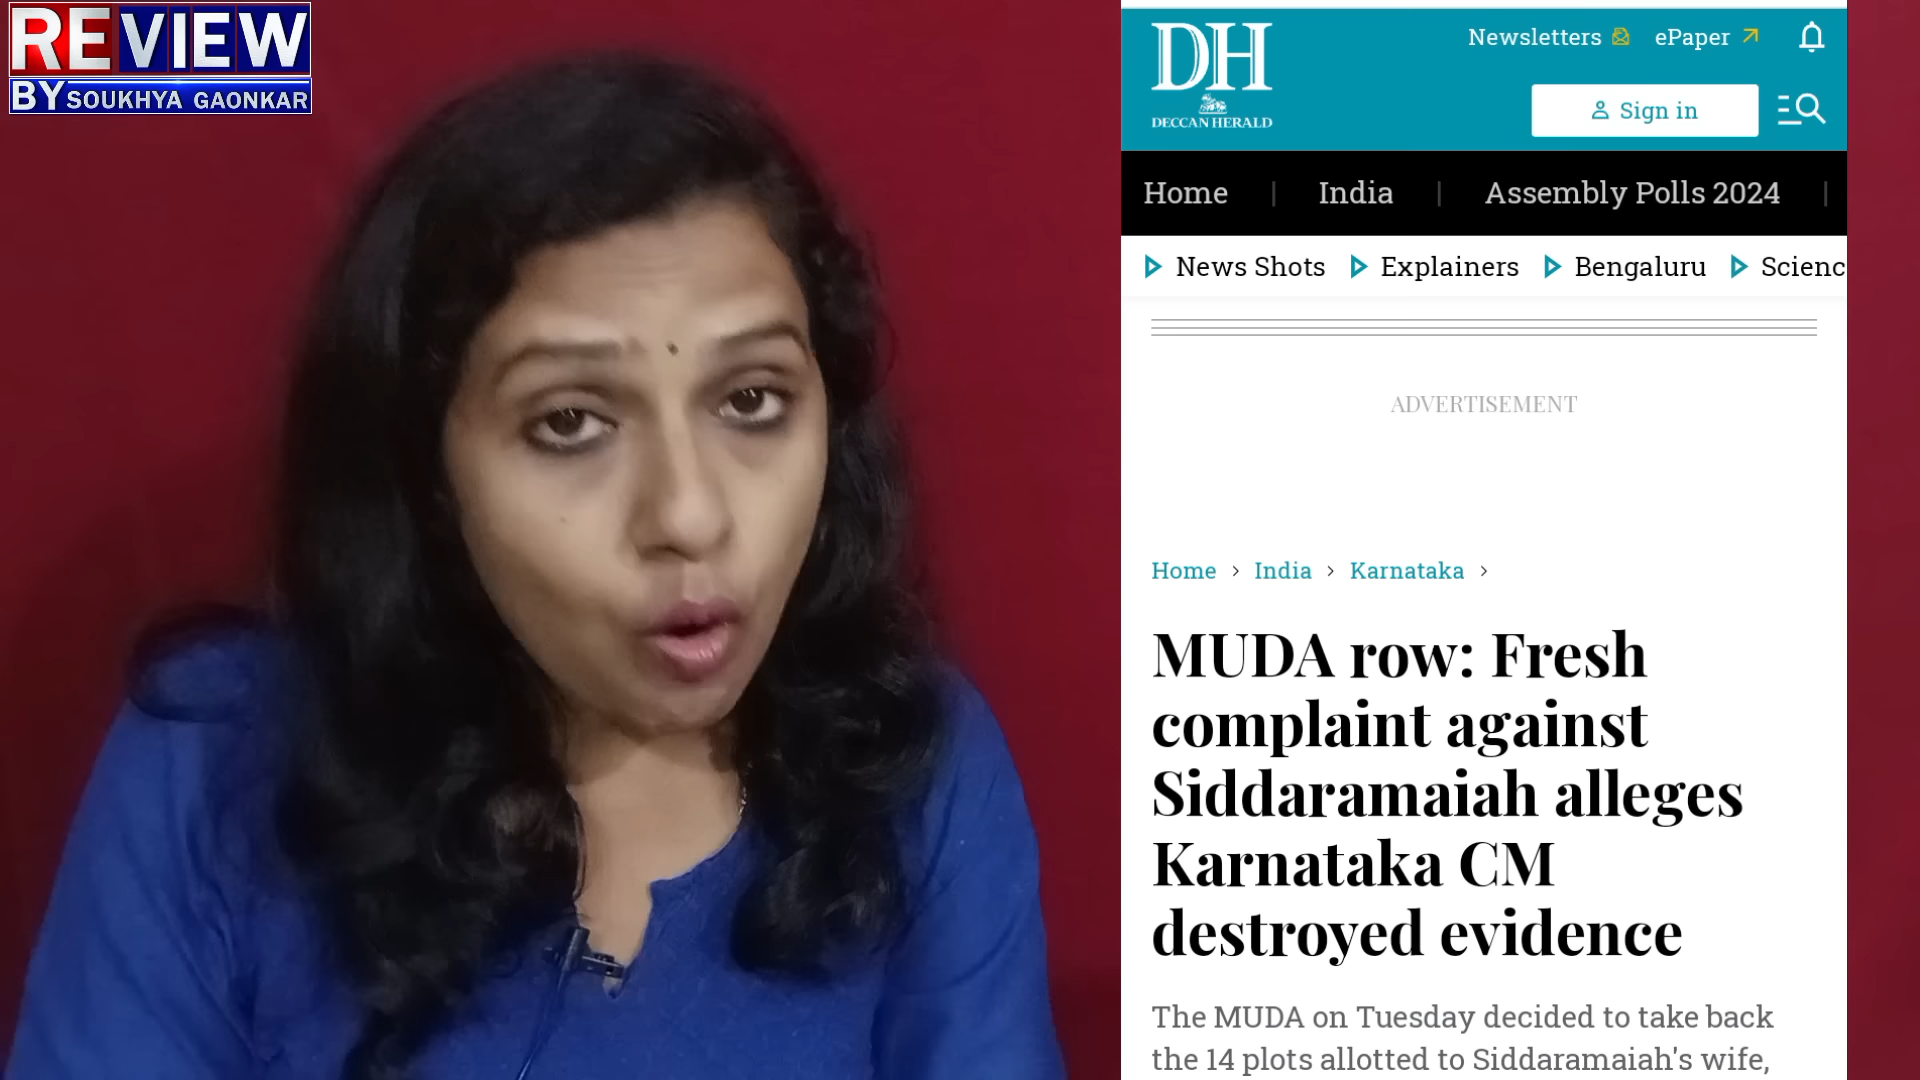 REVIEW
BY SOUKHYA GAONKAR
DH
DECCAN HERALD
Newsletters ePaper
Sign in
Home | India | Assembly Polls 2024 |
News Shots Explainers Bengaluru Scienc
ADVERTISEMENT
Home > India > Karnataka >
MUDA row: Fresh
complaint against
Siddaramaiah alleges
Karnataka CM
destroyed evidence
The MUDA on Tuesday decided to take back
the 14 plots allotted to Siddaramaiah's wife,